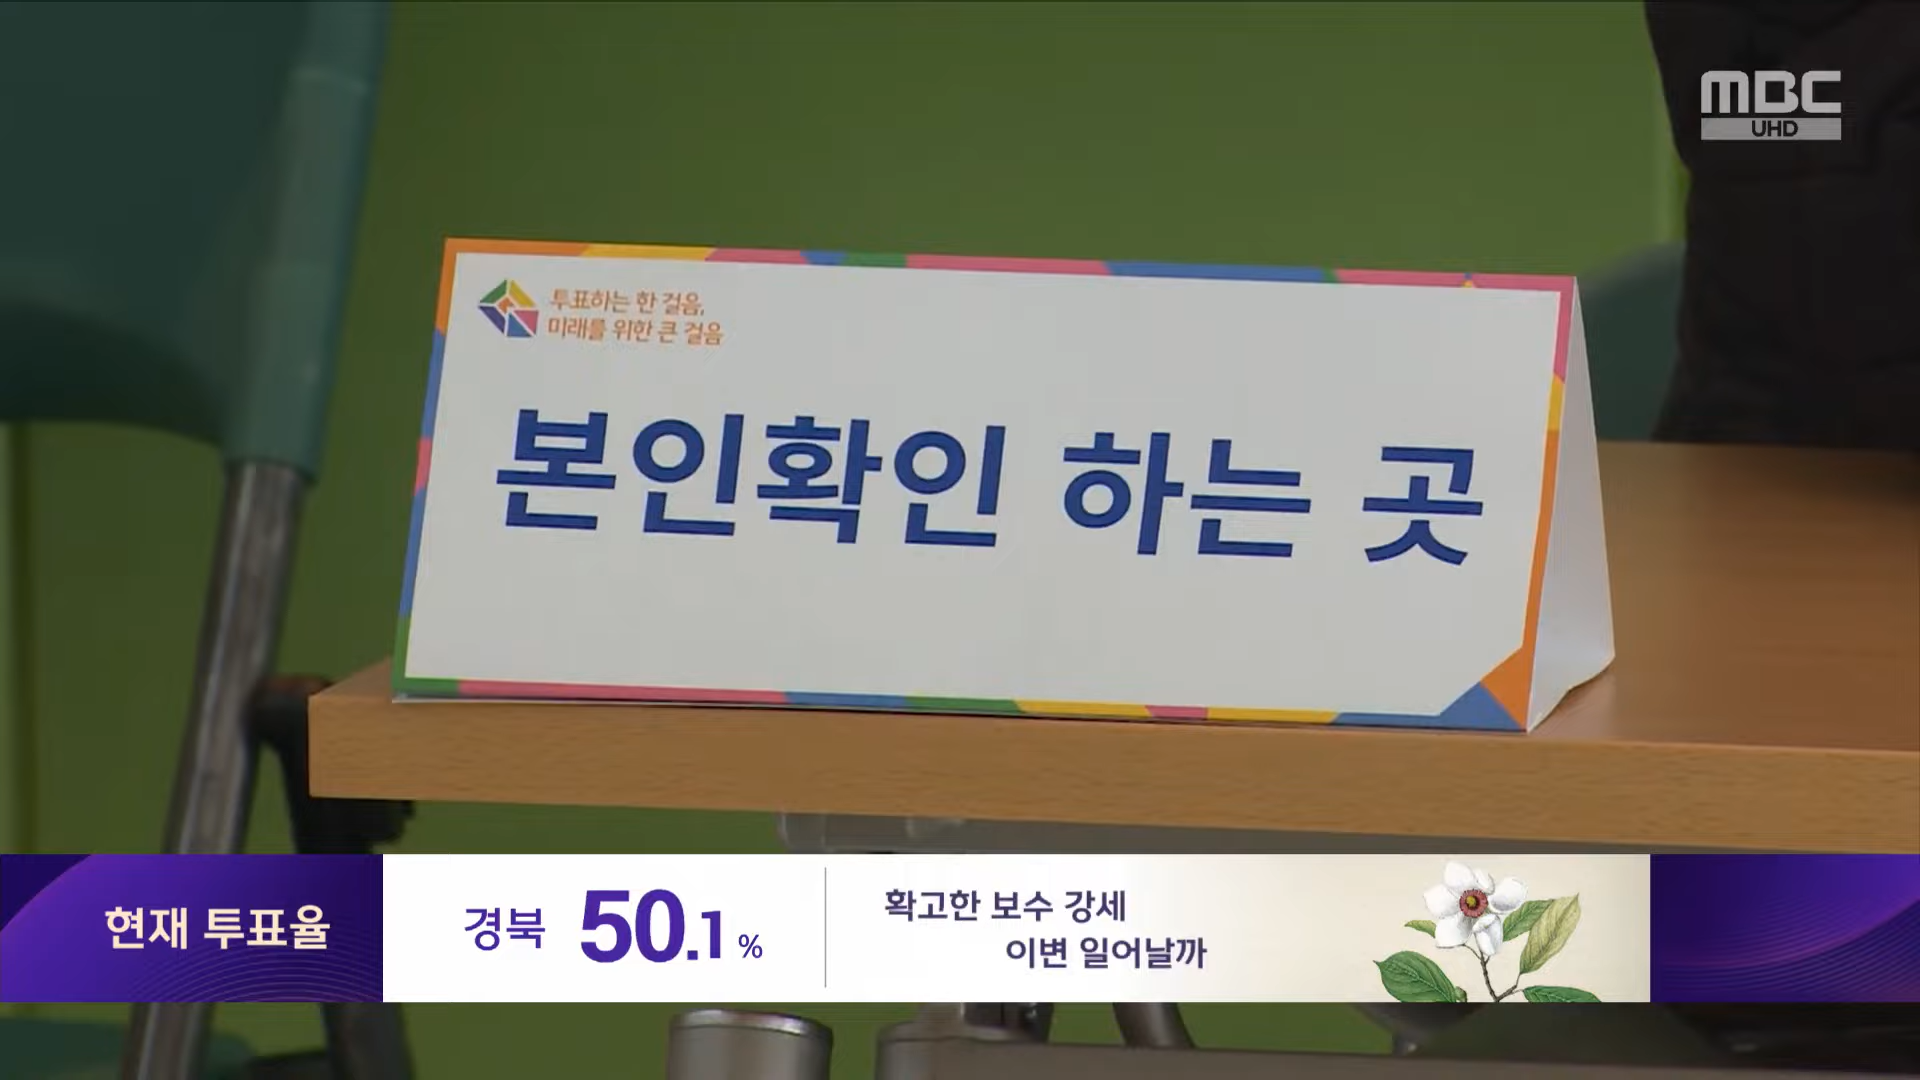 MBC
UHD
투표하는 한 걸음,
미래를 위한 큰 걸음
본인확인 하는 곳
현재 투표율
경북 50.1%
확고한 보수 강세
이변 일어날까